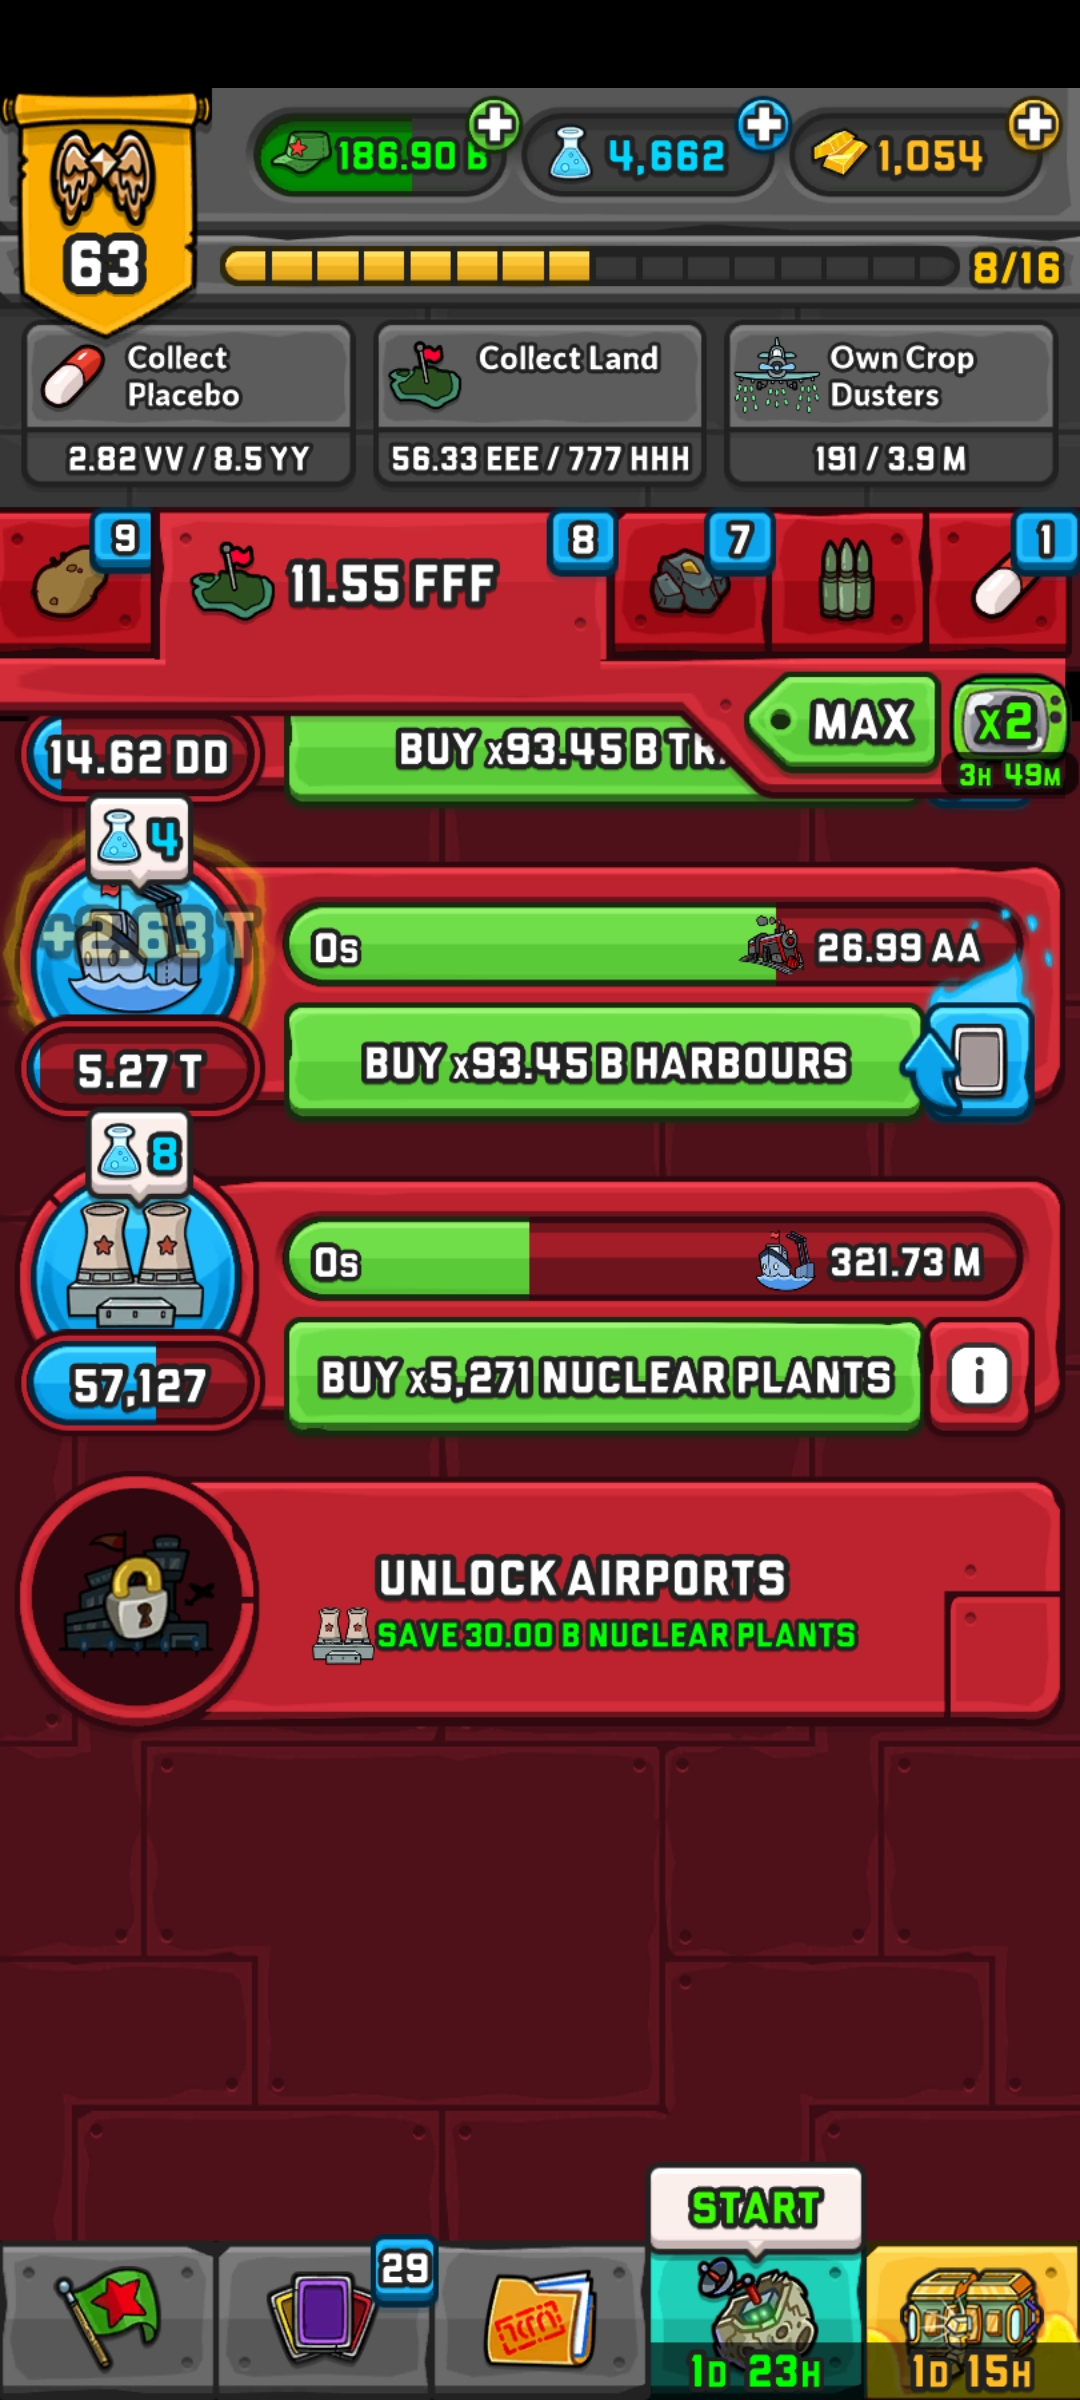 63
186.90 B
4,662
1,054
8/16
Collect
Placebo
2.82 VV / 8.5 YY
Collect Land
56.33 EEE / 777 HHH
Own Crop
Dusters
191 / 3.9 M
9
11.55 FFF
8
7
1
MAX
x2
3H 49M
14.62 DD
BUY x93.45 B
4
+2.63 T
0s
26.99 AA
5.27 T
BUY x93.45 B HARBOURS
8
0s
321.73 M
57,127
BUY x5,271 NUCLEAR PLANTS
i
UNLOCK AIRPORTS
SAVE 30.00 B NUCLEAR PLANTS
START
29
1D 23H
1D 15H